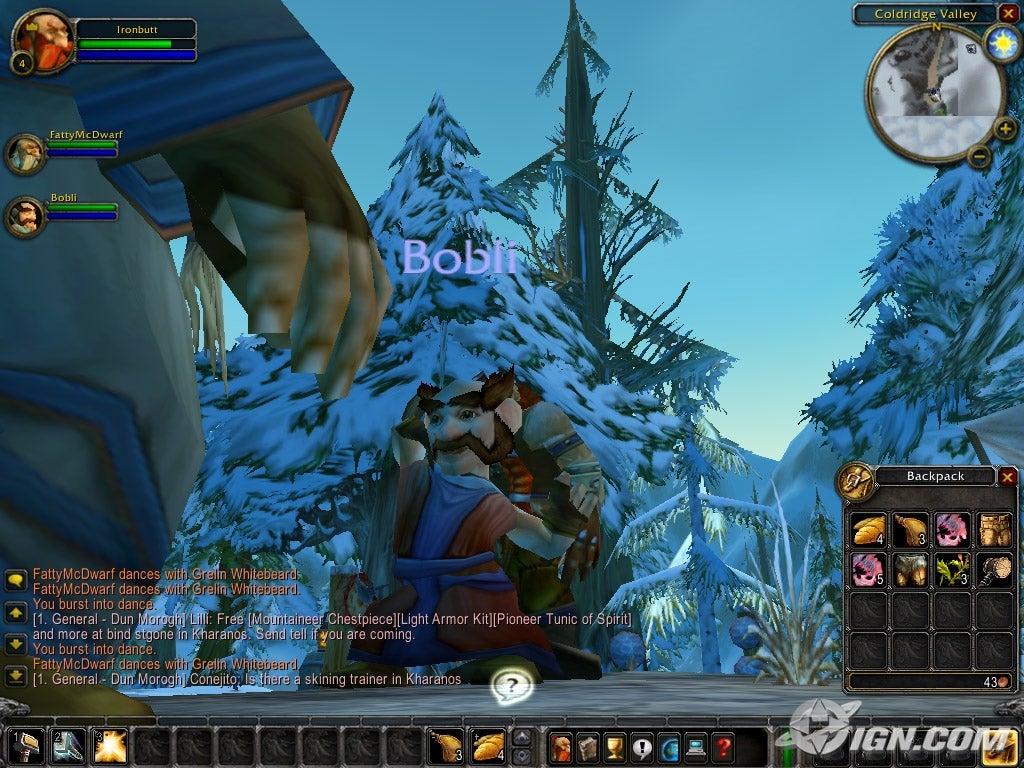 Ironbutt
4
FattyMcDwarf
Bobli
Coldridge Valley
N
Bobli
Backpack
4
3
5
3
43
FattyMcDwarf dances with Grelin Whitebeard.
FattyMcDwarf dances with Grelin Whitebeard.
You burst into dance.
[1. General - Dun Morogh] Lilli: Free [Mountaineer Chestpiece][Light Armor Kit][Pioneer Tunic of Spirit]
and more at bind stgone in Kharanos. Send tell if you are coming.
You burst into dance.
FattyMcDwarf dances with Grelin Whitebeard.
[1. General - Dun Morogh] Conejito: Is there a skining trainer in Kharanos
?
1
2
3
3
4
!
?
IGN.COM